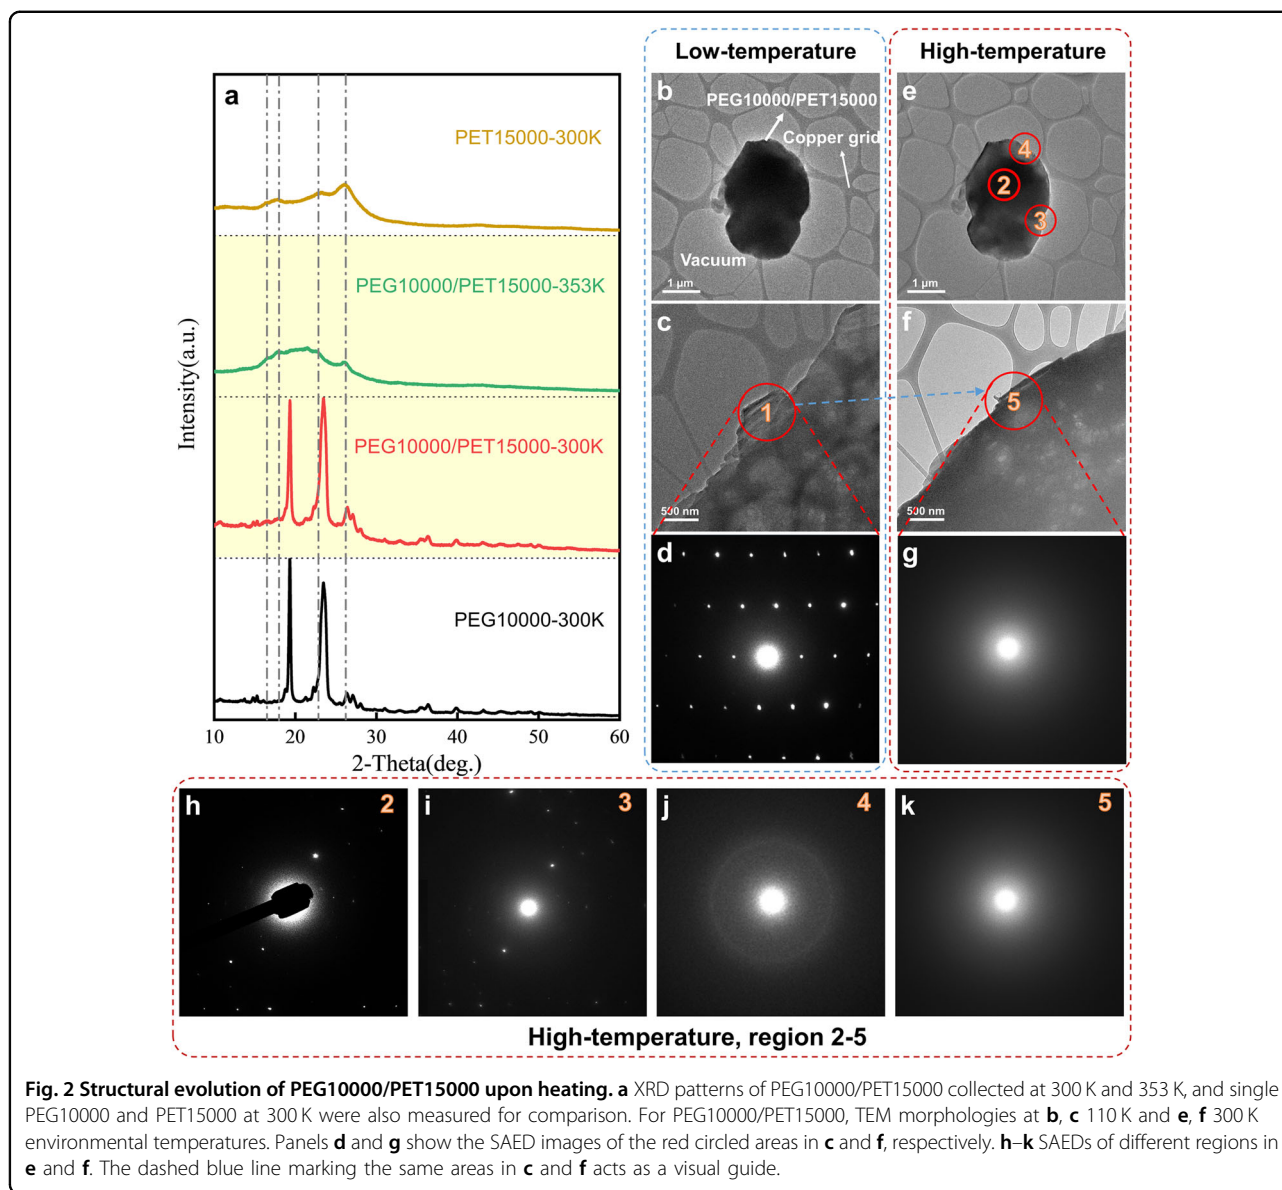 Low-temperature
High-temperature
a
PET15000-300K
PEG10000/PET15000-353K
PEG10000/PET15000-300K
PEG10000-300K
Intensity(a.u.)
10 20 30 40 50 60
2-Theta(deg.)
b
PEG10000/PET15000
Copper grid
Vacuum
1 μm
e
4
2
3
1 μm
c
1
500 nm
f
5
500 nm
d
g
h 2
i 3
j 4
k 5
High-temperature, region 2-5
Fig. 2 Structural evolution of PEG10000/PET15000 upon heating. a XRD patterns of PEG10000/PET15000 collected at 300 K and 353 K, and single
PEG10000 and PET15000 at 300 K were also measured for comparison. For PEG10000/PET15000, TEM morphologies at b, c 110 K and e, f 300 K
environmental temperatures. Panels d and g show the SAED images of the red circled areas in c and f, respectively. h–k SAEDs of different regions in
e and f. The dashed blue line marking the same areas in c and f acts as a visual guide.